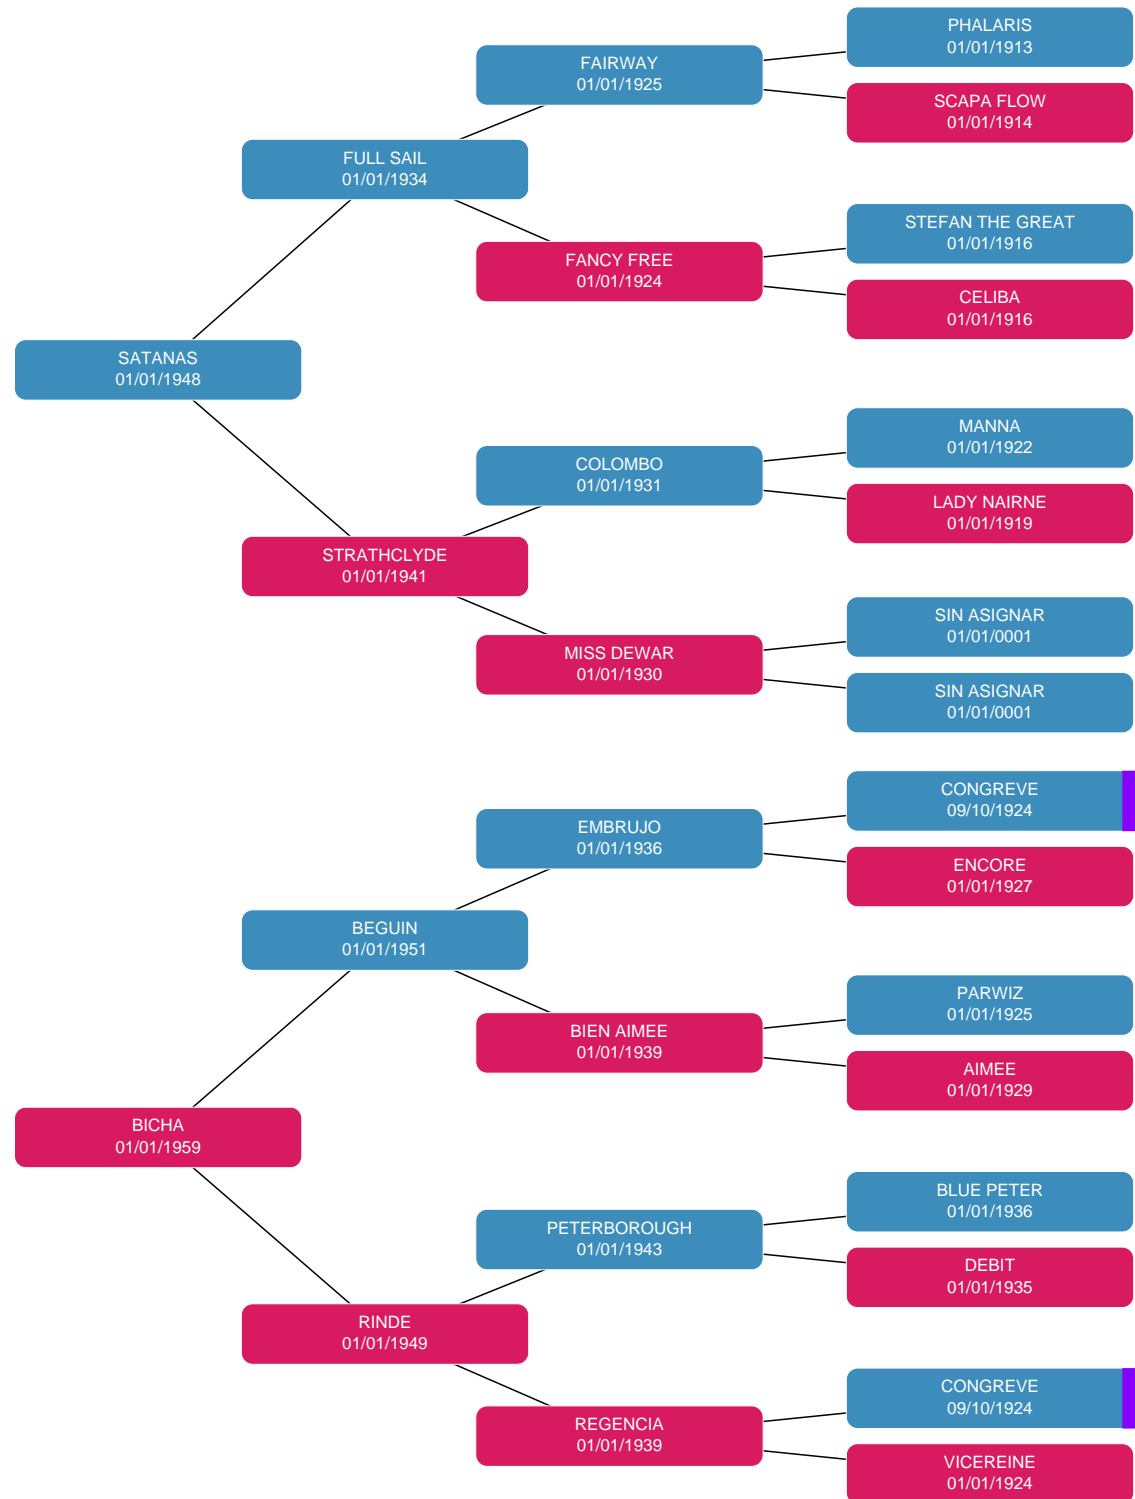 PHALARIS
01/01/1913
FAIRWAY
01/01/1925
SCAPA FLOW
01/01/1914
FULL SAIL
01/01/1934
STEFAN THE GREAT
01/01/1916
FANCY FREE
01/01/1924
CELIBA
01/01/1916
SATANAS
01/01/1948
MANNA
01/01/1922
COLOMBO
01/01/1931
LADY NAIRNE
01/01/1919
STRATHCLYDE
01/01/1941
SIN ASIGNAR
01/01/0001
MISS DEWAR
01/01/1930
SIN ASIGNAR
01/01/0001
CONGREVE
09/10/1924
EMBRUJO
01/01/1936
ENCORE
01/01/1927
BEGUIN
01/01/1951
PARWIZ
01/01/1925
BIEN AIMEE
01/01/1939
AIMEE
01/01/1929
BICHA
01/01/1959
BLUE PETER
01/01/1936
PETERBOROUGH
01/01/1943
DEBIT
01/01/1935
RINDE
01/01/1949
CONGREVE
09/10/1924
REGENCIA
01/01/1939
VICEREINE
01/01/1924